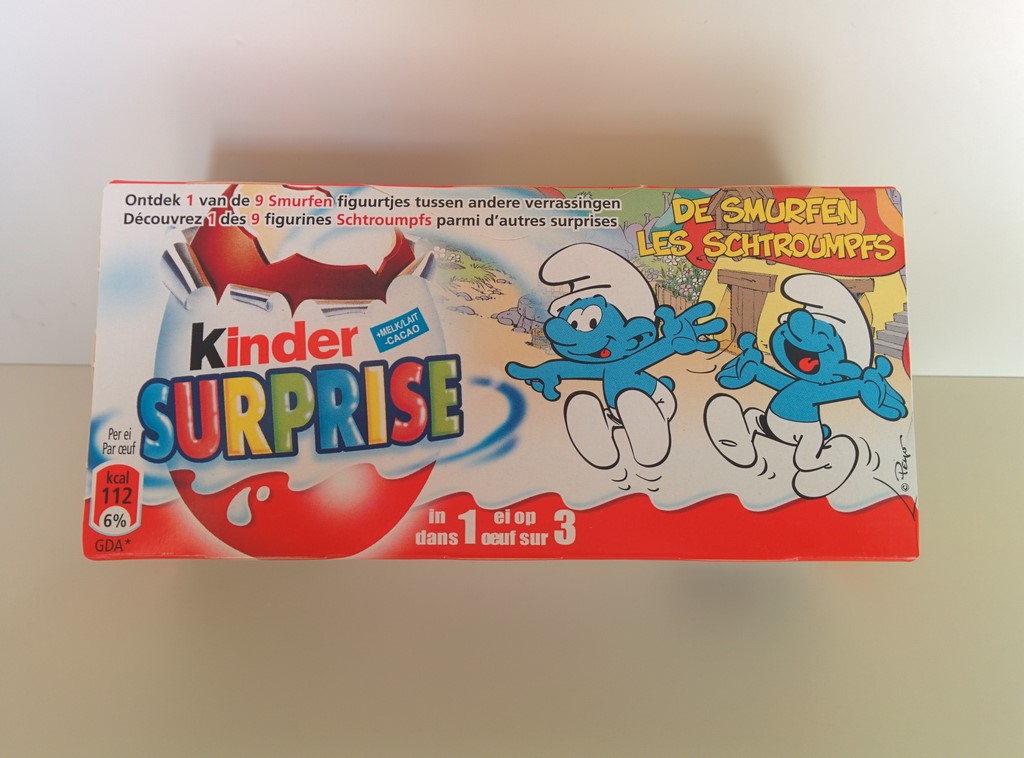 Ontdek 1 van de 9 Smurfen figuurtjes tussen andere verrassingen
Découvrez 1 des 9 figurines Schtroumpfs parmi d'autres surprises
DE SMURFEN
LES SCHTROUMPFS
Kinder
+MELK/LAIT
-CACAO
SURPRISE
Per ei
Par œuf
kcal
112
6%
GDA*
in 1 ei op 3
dans 1 œuf sur 3
© Peyo